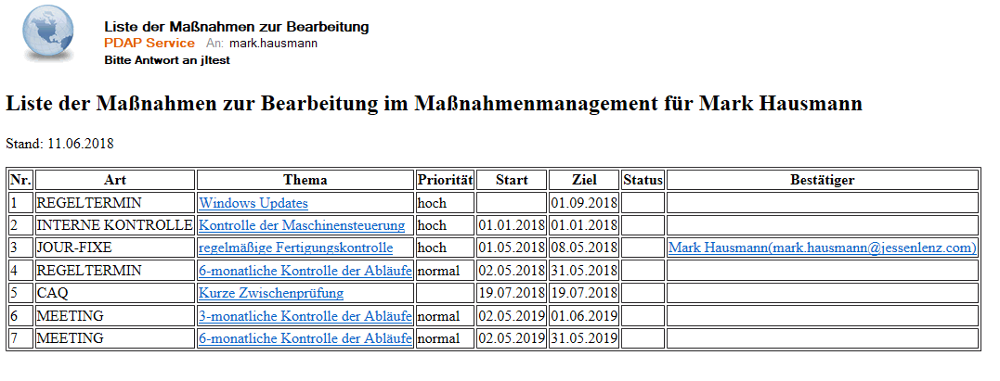 Liste der Maßnahmen zur Bearbeitung
PDAP Service An: mark.hausmann
Bitte Antwort an jltest
Liste der Maßnahmen zur Bearbeitung im Maßnahmenmanagement für Mark Hausmann
Stand: 11.06.2018
Nr. Art Thema Priorität Start Ziel Status Bestätiger
1 REGELTERMIN Windows Updates hoch 01.09.2018
2 INTERNE KONTROLLE Kontrolle der Maschinensteuerung hoch 01.01.2018 01.01.2018
3 JOUR-FIXE regelmäßige Fertigungskontrolle hoch 01.05.2018 08.05.2018 Mark Hausmann(mark.hausmann@jessenlenz.com)
4 REGELTERMIN 6-monatliche Kontrolle der Abläufe normal 02.05.2018 31.05.2018
5 CAQ Kurze Zwischenprüfung 19.07.2018 19.07.2018
6 MEETING 3-monatliche Kontrolle der Abläufe normal 02.05.2019 01.06.2019
7 MEETING 6-monatliche Kontrolle der Abläufe normal 02.05.2019 31.05.2019